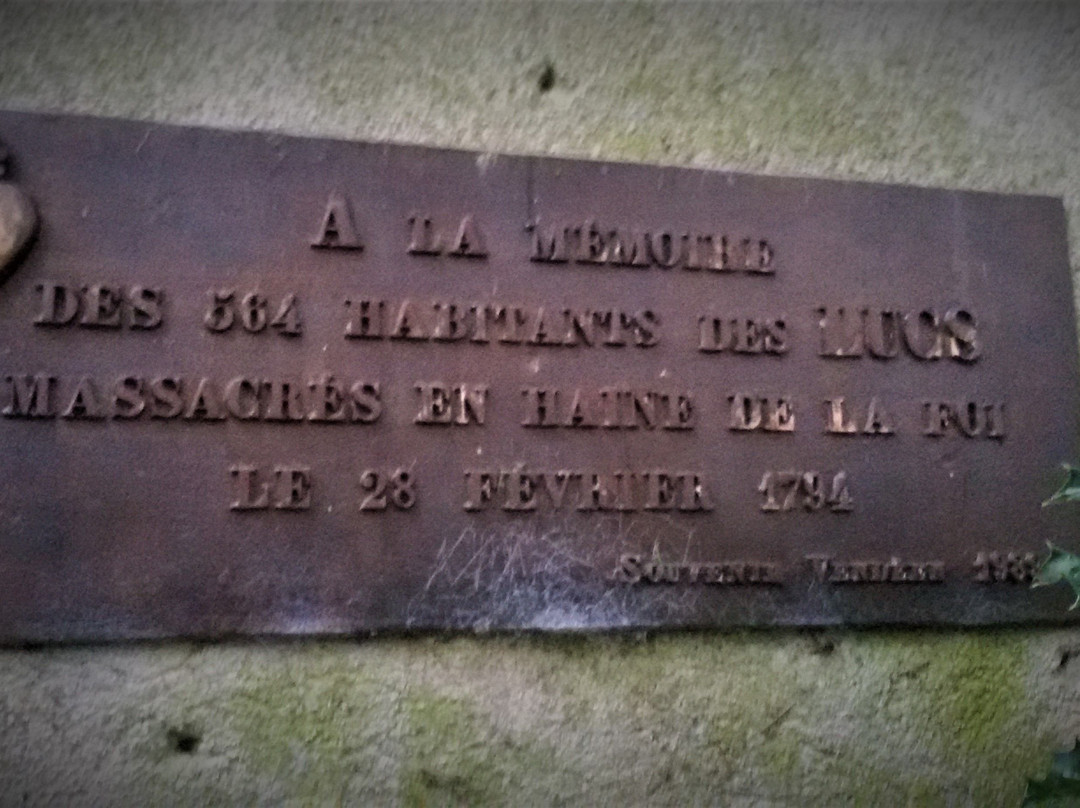 A LA MÉMOIRE
DES 564 HABITANTS DES LUCS
MASSACRÉS EN HAINE DE LA FOI
LE 28 FÉVRIER 1794
SOUVENIR VENDÉEN